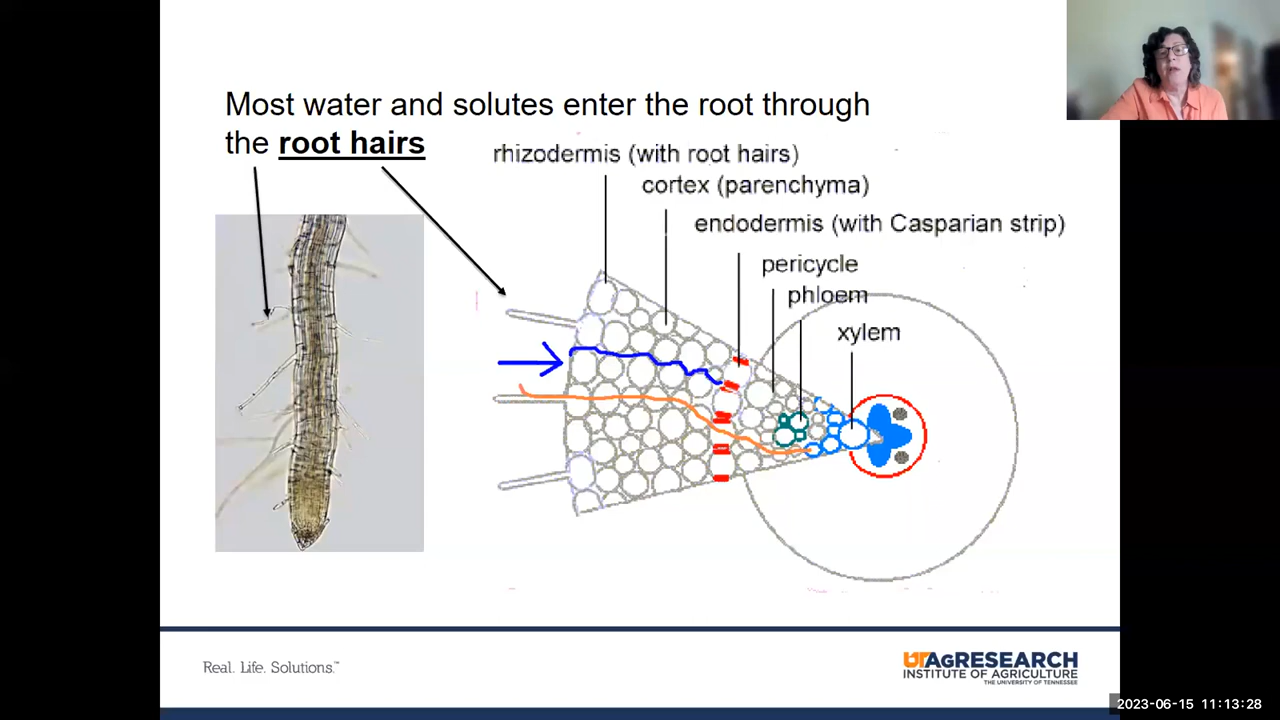 Most water and solutes enter the root through
the root hairs
rhizodermis (with root hairs)
cortex (parenchyma)
endodermis (with Casparian strip)
pericycle
phloem
xylem
Real. Life. Solutions.™
UTAGRESEARCH
INSTITUTE OF AGRICULTURE
THE UNIVERSITY OF TENNESSEE
2023-06-15 11:13:28